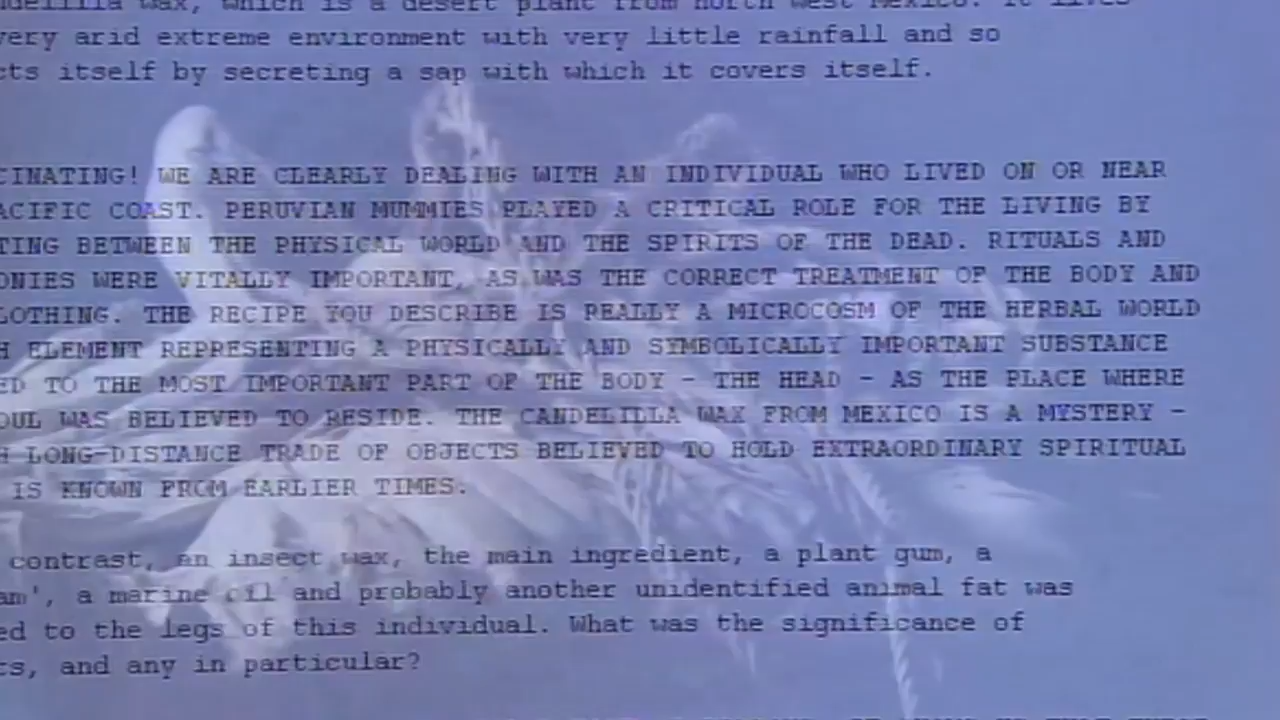 delilla wax, which is a desert plant from north west Mexico. It lives
very arid extreme environment with very little rainfall and so
cts itself by secreting a sap with which it covers itself.
CINATING! WE ARE CLEARLY DEALING WITH AN INDIVIDUAL WHO LIVED ON OR NEAR
ACIFIC COAST. PERUVIAN MUMMIES PLAYED A CRITICAL ROLE FOR THE LIVING BY
TING BETWEEN THE PHYSICAL WORLD AND THE SPIRITS OF THE DEAD. RITUALS AND
ONIES WERE VITALLY IMPORTANT, AS WAS THE CORRECT TREATMENT OF THE BODY AND
LOTHING. THE RECIPE YOU DESCRIBE IS REALLY A MICROCOSM OF THE HERBAL WORLD
H ELEMENT REPRESENTING A PHYSICALLY AND SYMBOLICALLY IMPORTANT SUBSTANCE
ED TO THE MOST IMPORTANT PART OF THE BODY - THE HEAD - AS THE PLACE WHERE
OUL WAS BELIEVED TO RESIDE. THE CANDELILLA WAX FROM MEXICO IS A MYSTERY -
H LONG-DISTANCE TRADE OF OBJECTS BELIEVED TO HOLD EXTRAORDINARY SPIRITUAL
IS KNOWN FROM EARLIER TIMES.
contrast, an insect wax, the main ingredient, a plant gum, a
am', a marine oil and probably another unidentified animal fat was
ed to the legs of this individual. What was the significance of
ts, and any in particular?